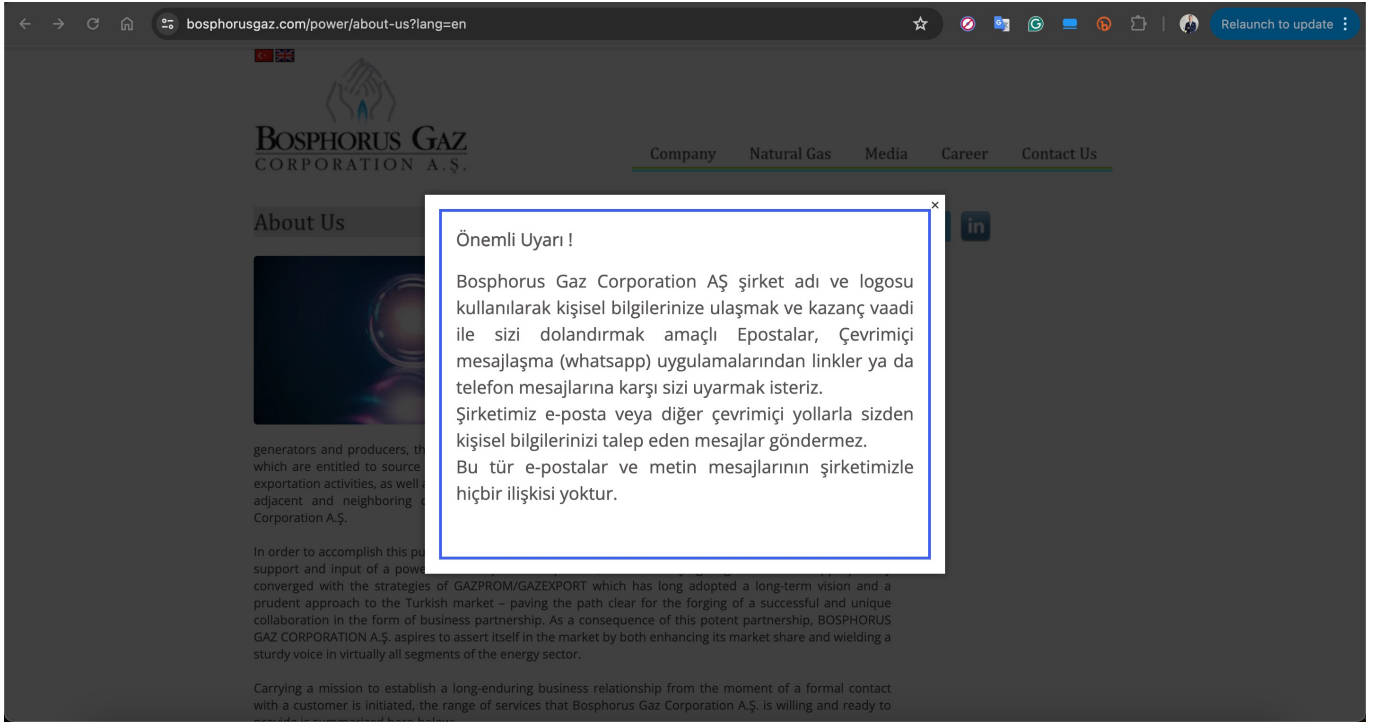 bosphorusgaz.com/power/about-us?lang=en
Relaunch to update
BOSPHORUS GAZ
CORPORATION A.Ş.
Company Natural Gas Media Career Contact Us
About Us
in
×
Önemli Uyarı !
Bosphorus Gaz Corporation AŞ şirket adı ve logosu
kullanılarak kişisel bilgilerinize ulaşmak ve kazanç vaadi
ile sizi dolandırmak amaçlı Epostalar, Çevrimiçi
mesajlaşma (whatsapp) uygulamalarından linkler ya da
telefon mesajlarına karşı sizi uyarmak isteriz.
Şirketimiz e-posta veya diğer çevrimiçi yollarla sizden
kişisel bilgilerinizi talep eden mesajlar göndermez.
Bu tür e-postalar ve metin mesajlarının şirketimizle
hiçbir ilişkisi yoktur.
generators and producers,
which are entitled to source
exportation activities, as well
adjacent and neighboring
Corporation A.Ş.
In order to accomplish this
support and input of a
converged with the strategies of GAZPROM/GAZEXPORT which has long adopted a long-term vision and a
prudent approach to the Turkish market – paving the path clear for the forging of a successful and unique
collaboration in the form of business partnership. As a consequence of this potent partnership, BOSPHORUS
GAZ CORPORATION A.Ş. aspires to assert itself in the market by both enhancing its market share and wielding a
sturdy voice in virtually all segments of the energy sector.
Carrying a mission to establish a long-enduring business relationship from the moment of a formal contact
with a customer is initiated, the range of services that Bosphorus Gaz Corporation A.Ş. is willing and ready to